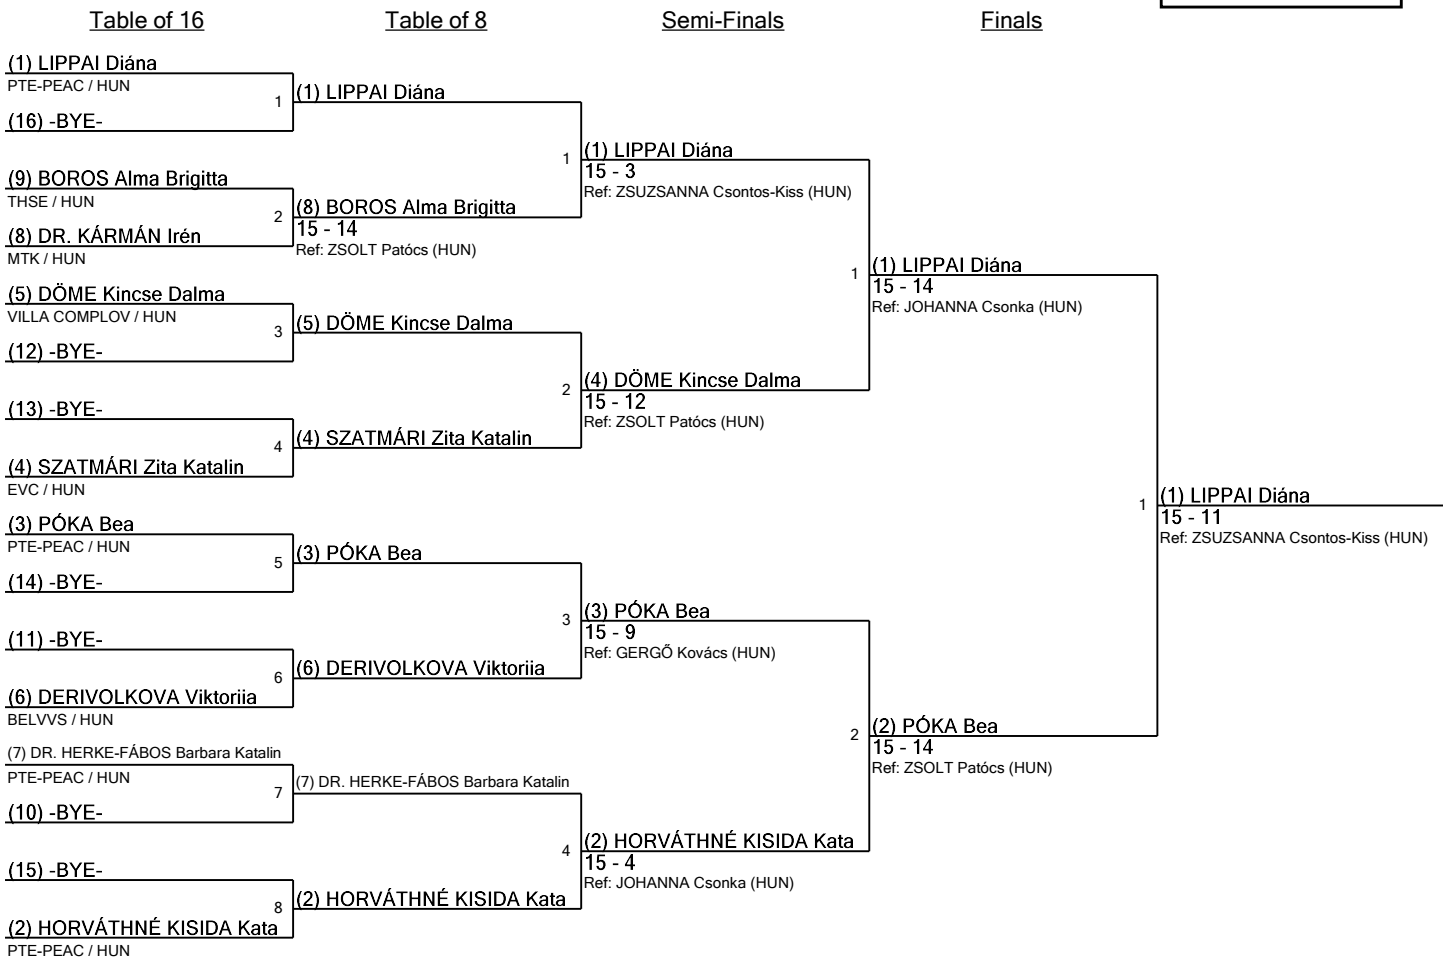 Table of 16
Table of 8
Semi-Finals
Finals
(1) LIPPAI Diána
PTE-PEAC / HUN
1
(16) -BYE-
(9) BOROS Alma Brigitta
THSE / HUN
2
(8) DR. KÁRMÁN Irén
MTK / HUN
(5) DÖME Kincse Dalma
VILLA COMPLOV / HUN
3
(12) -BYE-
(13) -BYE-
4
(4) SZATMÁRI Zita Katalin
EVC / HUN
(3) PÓKA Bea
PTE-PEAC / HUN
5
(14) -BYE-
(11) -BYE-
6
(6) DERIVOLKOVA Viktoriia
BELVVS / HUN
(7) DR. HERKE-FÁBOS Barbara Katalin
PTE-PEAC / HUN
7
(10) -BYE-
(15) -BYE-
8
(2) HORVÁTHNÉ KISIDA Kata
PTE-PEAC / HUN
(1) LIPPAI Diána
1
(8) BOROS Alma Brigitta
15 - 14
Ref: ZSOLT Patócs (HUN)
(5) DÖME Kincse Dalma
2
(4) SZATMÁRI Zita Katalin
(3) PÓKA Bea
3
(6) DERIVOLKOVA Viktoriia
(7) DR. HERKE-FÁBOS Barbara Katalin
4
(2) HORVÁTHNÉ KISIDA Kata
(1) LIPPAI Diána
15 - 3
Ref: ZSUZSANNA Csontos-Kiss (HUN)
1
(4) DÖME Kincse Dalma
15 - 12
Ref: ZSOLT Patócs (HUN)
(3) PÓKA Bea
15 - 9
Ref: GERGŐ Kovács (HUN)
2
(2) HORVÁTHNÉ KISIDA Kata
15 - 4
Ref: JOHANNA Csonka (HUN)
(1) LIPPAI Diána
15 - 14
Ref: JOHANNA Csonka (HUN)
1
(2) PÓKA Bea
15 - 14
Ref: ZSOLT Patócs (HUN)
(1) LIPPAI Diána
15 - 11
Ref: ZSUZSANNA Csontos-Kiss (HUN)